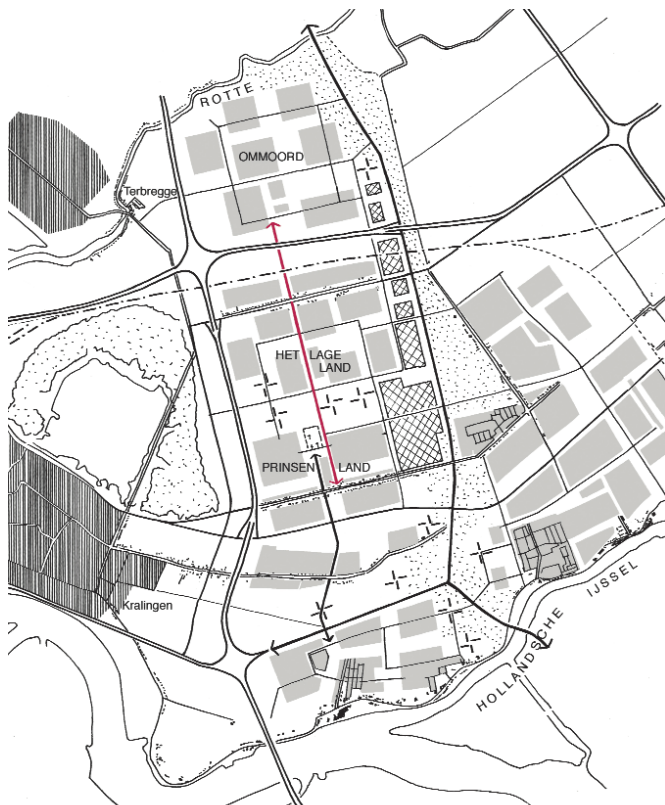 ROTTE
OMMOORD
Terbregge
HET LAGE
LAND
PRINSEN LAND
Kralingen
HOLLANDSCHE IJSSEL